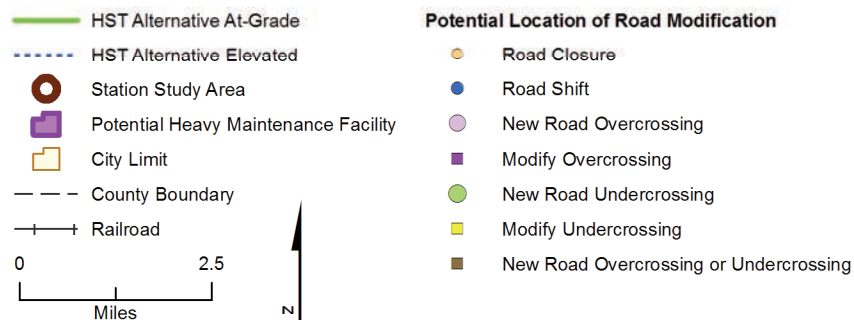 HST Alternative At-Grade
HST Alternative Elevated
Station Study Area
Potential Heavy Maintenance Facility
City Limit
County Boundary
Railroad
0 2.5
Miles
N
Potential Location of Road Modification
Road Closure
Road Shift
New Road Overcrossing
Modify Overcrossing
New Road Undercrossing
Modify Undercrossing
New Road Overcrossing or Undercrossing